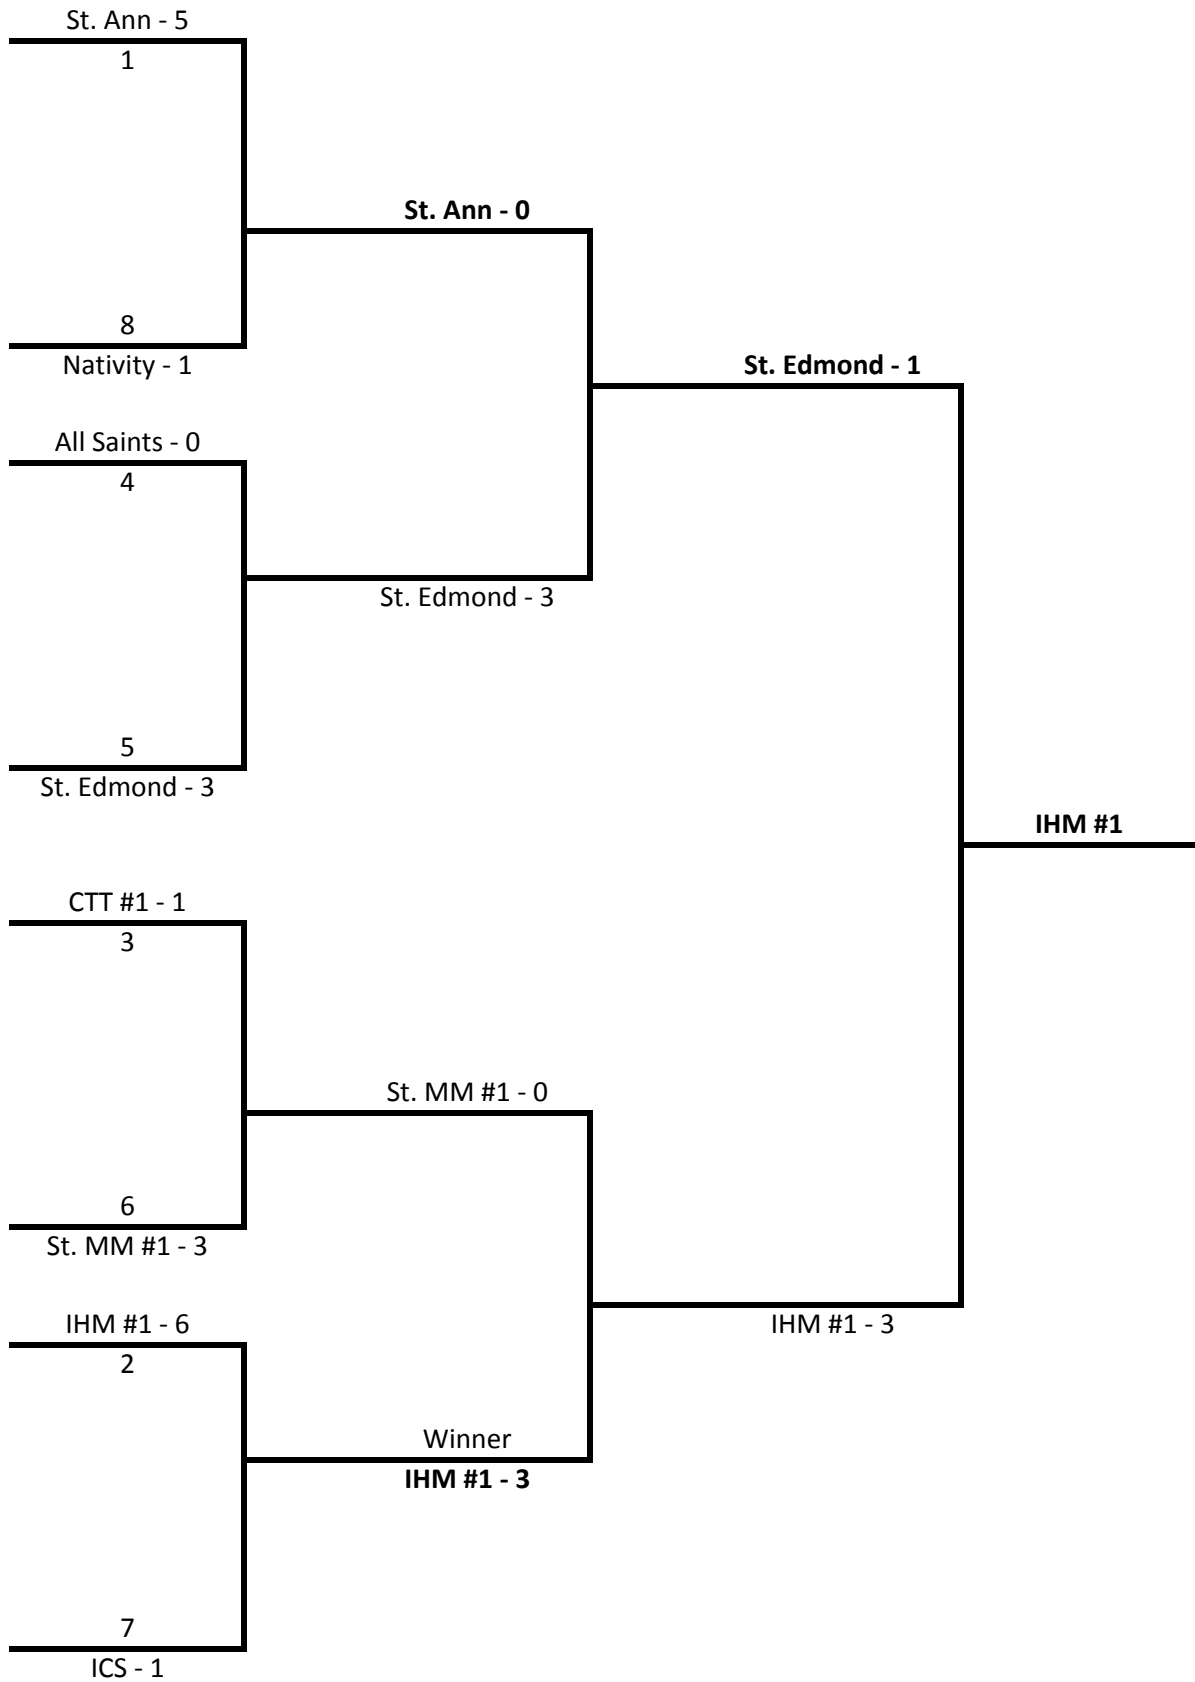 St. Ann - 5
1
St. Ann - 0
8
Nativity - 1
St. Edmond - 1
All Saints - 0
4
St. Edmond - 3
5
St. Edmond - 3
IHM #1
CTT #1 - 1
3
St. MM #1 - 0
6
St. MM #1 - 3
IHM #1 - 6
IHM #1 - 3
2
Winner
IHM #1 - 3
7
ICS - 1